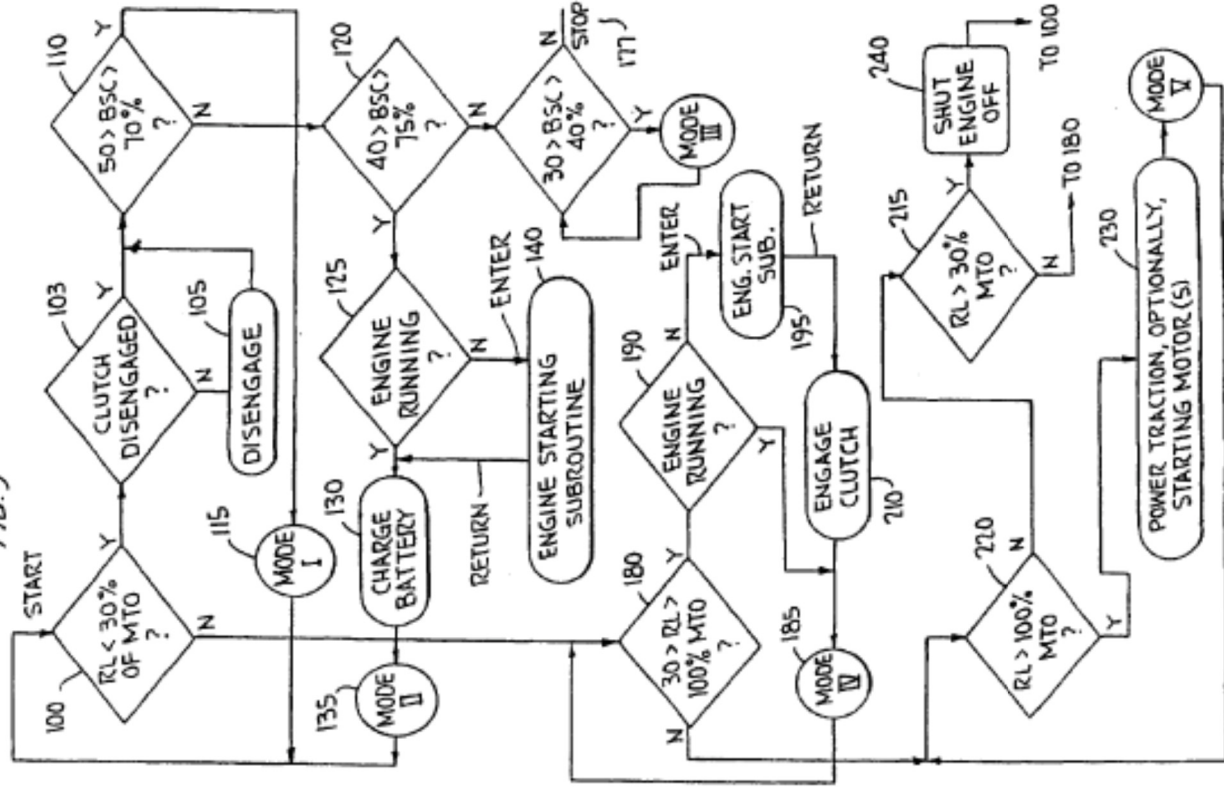 START
100
RL < 30%
OF MTO
?
Y
N
103
CLUTCH
DISENGAGED
?
Y
N
105
DISENGAGE
110
50 > BSC >
70%
?
Y
N
115
MODE
I
120
40 > BSC >
75%
?
Y
N
125
ENGINE
RUNNING
?
Y
N
ENTER
140
ENGINE STARTING
SUBROUTINE
RETURN
130
CHARGE
BATTERY
135
MODE
II
30 > BSC >
40%
?
N
STOP
177
Y
MODE
III
180
30 > RL >
100% MTO
?
Y
N
190
ENGINE
RUNNING
?
N
Y
ENTER
ENG. START
SUB.
195
RETURN
ENGAGE
CLUTCH
210
185
MODE
IV
220
RL > 100%
MTO
?
N
Y
215
RL > 30%
MTO
?
Y
N
TO 180
240
SHUT
ENGINE
OFF
TO 100
230
POWER TRACTION, OPTIONALLY,
STARTING MOTOR(S)
MODE
V